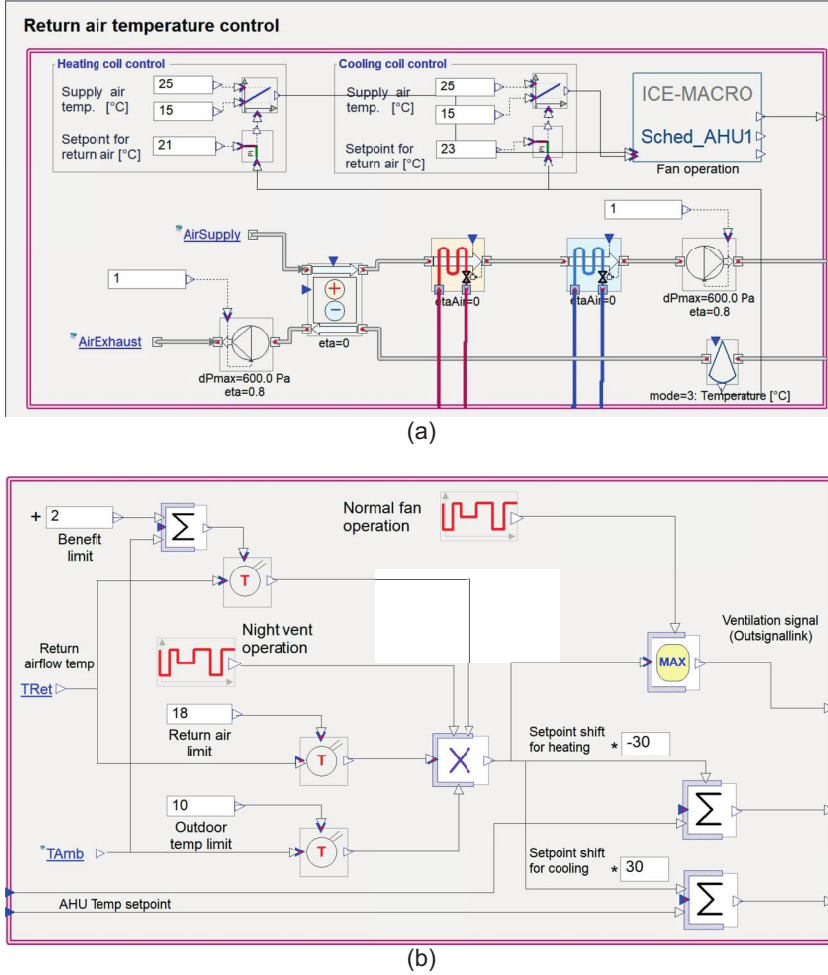 Return air temperature control
Heating coil control
Supply air
temp. [°C]
25
15
Setpont for
return air [°C]
21
PI
Cooling coil control
Supply air
temp. [°C]
25
15
Setpoint for
return air [°C]
23
PI
ICE-MACRO
Sched_AHU1
Fan operation
AirSupply
1
AirExhaust
dPmax=600.0 Pa
eta=0.8
eta=0
etaAir=0
etaAir=0
1
dPmax=600.0 Pa
eta=0.8
mode=3: Temperature [°C]
(a)
+ 2
Beneft
limit
Σ
T
Normal fan
operation
Return
airflow temp
TRet
Night vent
operation
18
Return air
limit
T
10
Outdoor
temp limit
T
TAmb
AHU Temp setpoint
X
MAX
Ventilation signal
(Outsignallink)
Setpoint shift
for heating * -30
Σ
Setpoint shift
for cooling * 30
Σ
(b)